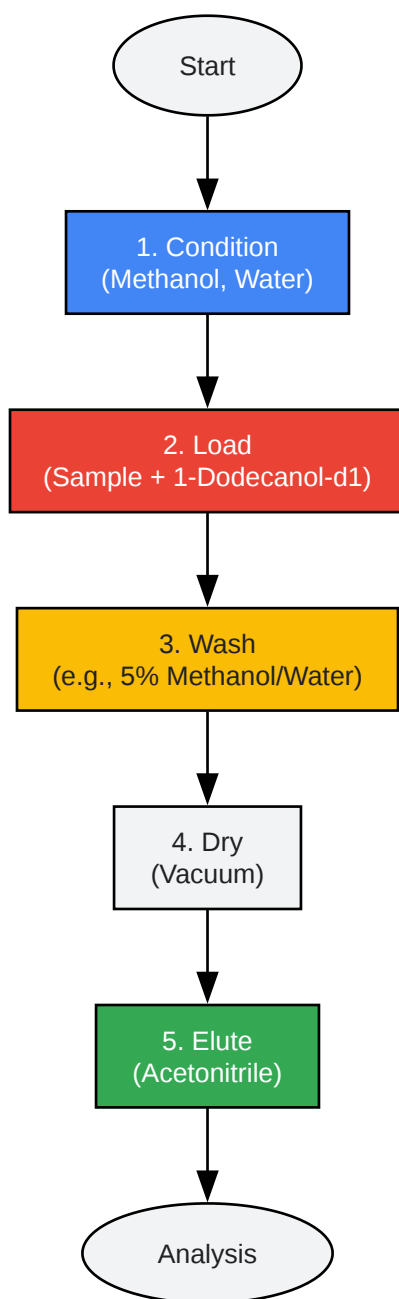 Start
1. Condition
(Methanol, Water)
2. Load
(Sample + 1-Dodecanol-d1)
3. Wash
(e.g., 5% Methanol/Water)
4. Dry
(Vacuum)
5. Elute
(Acetonitrile)
Analysis